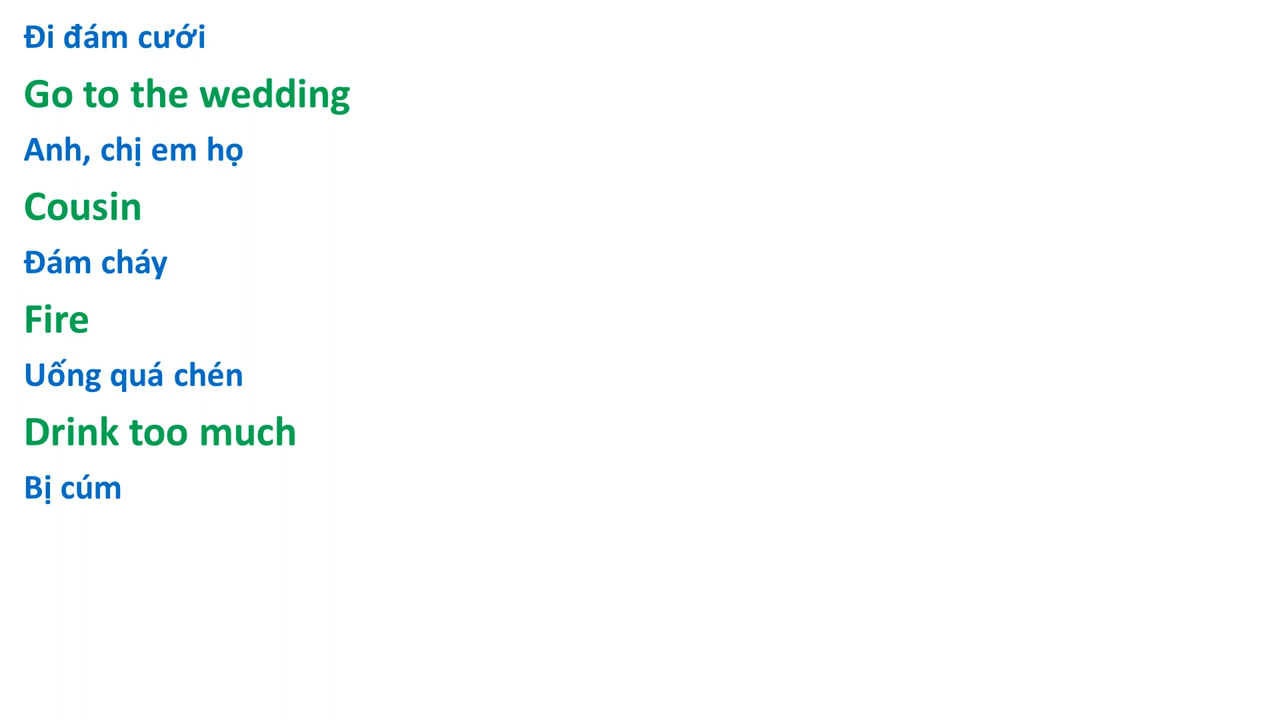 Đi đám cưới
Go to the wedding
Anh, chị em họ
Cousin
Đám cháy
Fire
Uống quá chén
Drink too much
Bị cúm